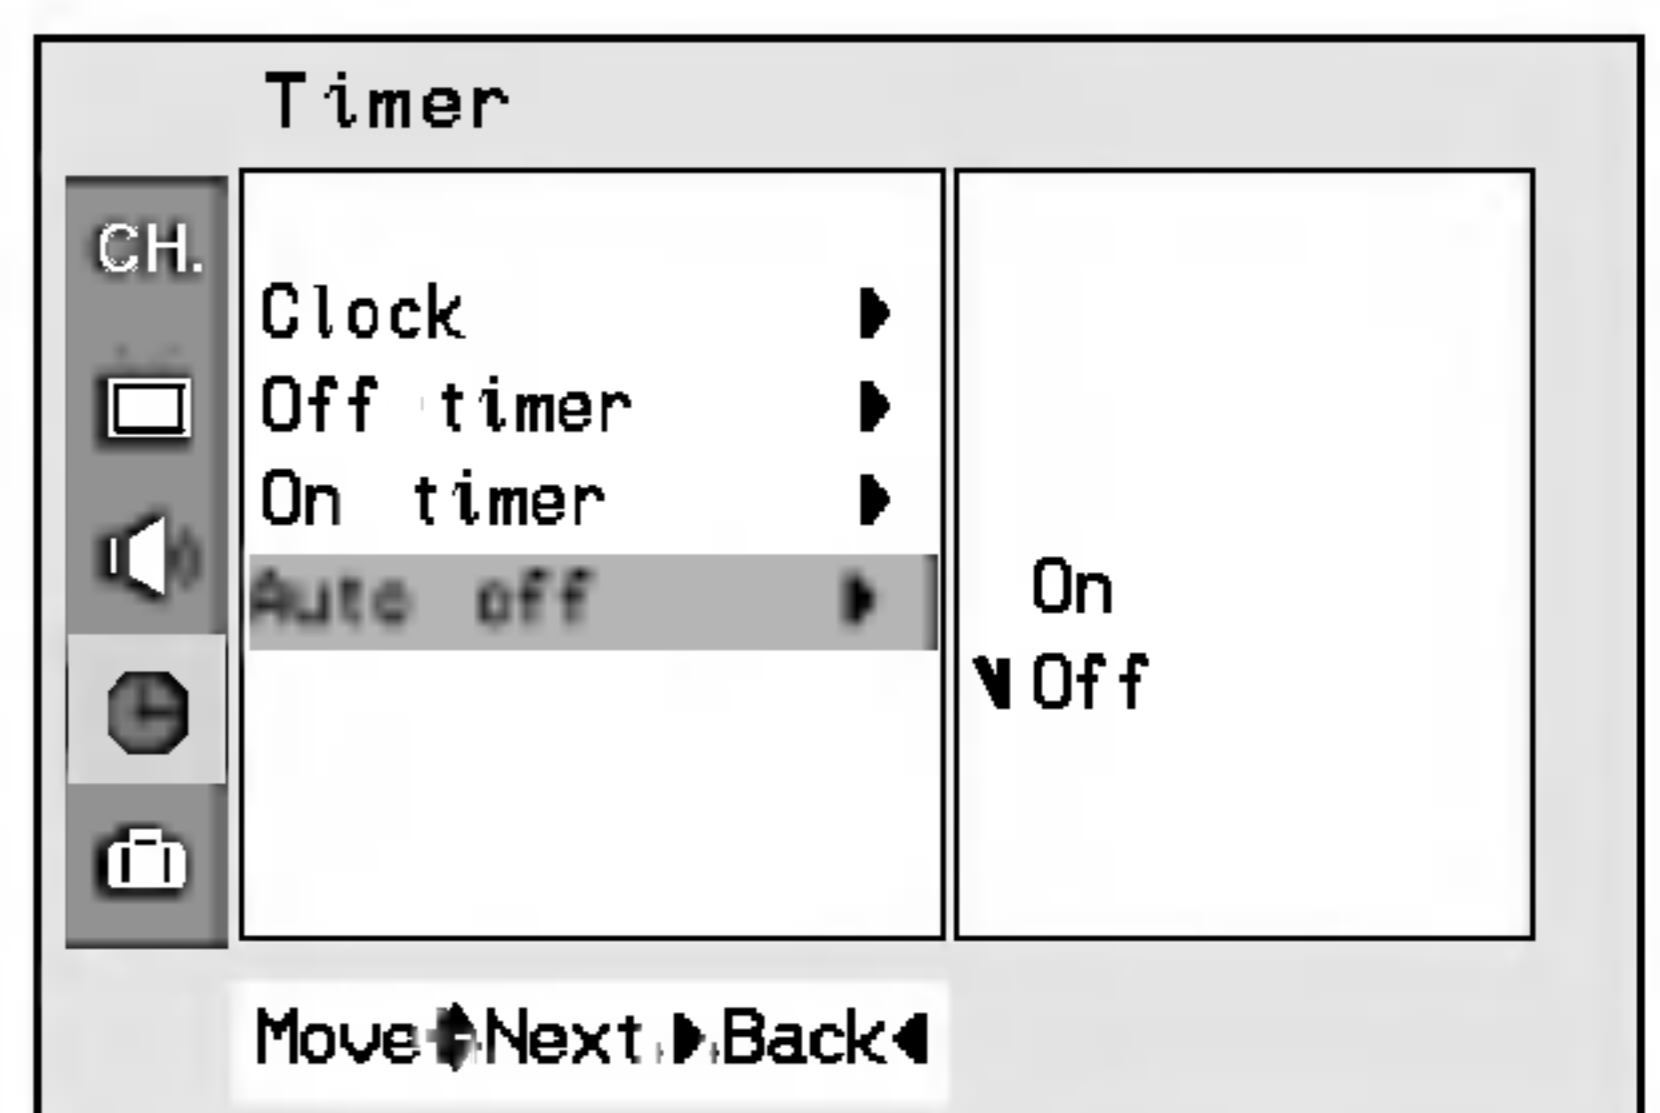 Timer
CH.
Clock
Off timer
On timer
Auto off
On
Off
Move Next Back